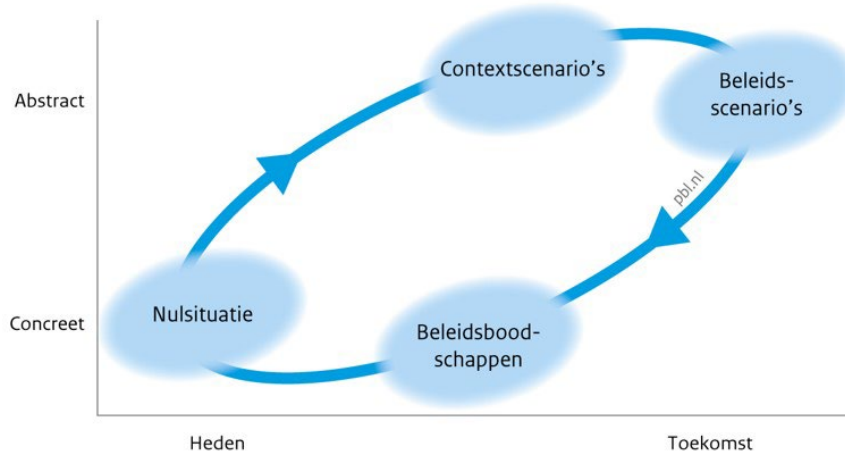 Abstract
Contextscenario's
Beleids-
scenario's
pbl.nl
Concreet
Nulsituatie
Beleidsbood-
schappen
Heden
Toekomst